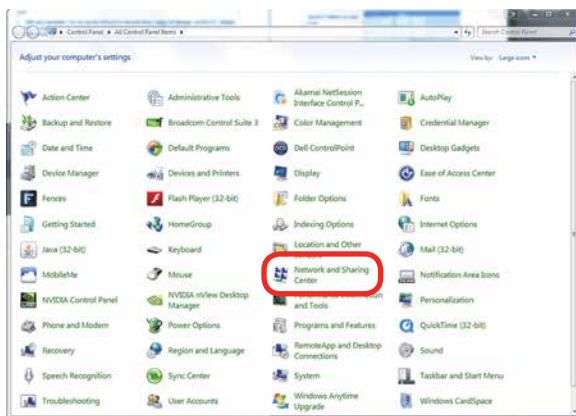 Control Panel ▸ All Control Panel Items ▸
Search Control Panel
Adjust your computer's settings
View by: Large icons
Action Center
Administrative Tools
Akamai NetSession
Interface Control P...
AutoPlay
Backup and Restore
Broadcom Control Suite 3
Color Management
Credential Manager
Date and Time
Default Programs
Dell ControlPoint
Desktop Gadgets
Device Manager
Devices and Printers
Display
Ease of Access Center
Fences
Flash Player (32-bit)
Folder Options
Fonts
Getting Started
HomeGroup
Indexing Options
Internet Options
Java (32-bit)
Keyboard
Location and Other
Mail (32-bit)
MobileMe
Mouse
Network and Sharing
Center
Notification Area Icons
NVIDIA Control Panel
NVIDIA nView Desktop
Manager
and Tools
Personalization
Phone and Modem
Power Options
Programs and Features
QuickTime (32-bit)
Recovery
Region and Language
RemoteApp and Desktop
Connections
Sound
Speech Recognition
Sync Center
System
Taskbar and Start Menu
Troubleshooting
User Accounts
Windows Anytime
Upgrade
Windows CardSpace